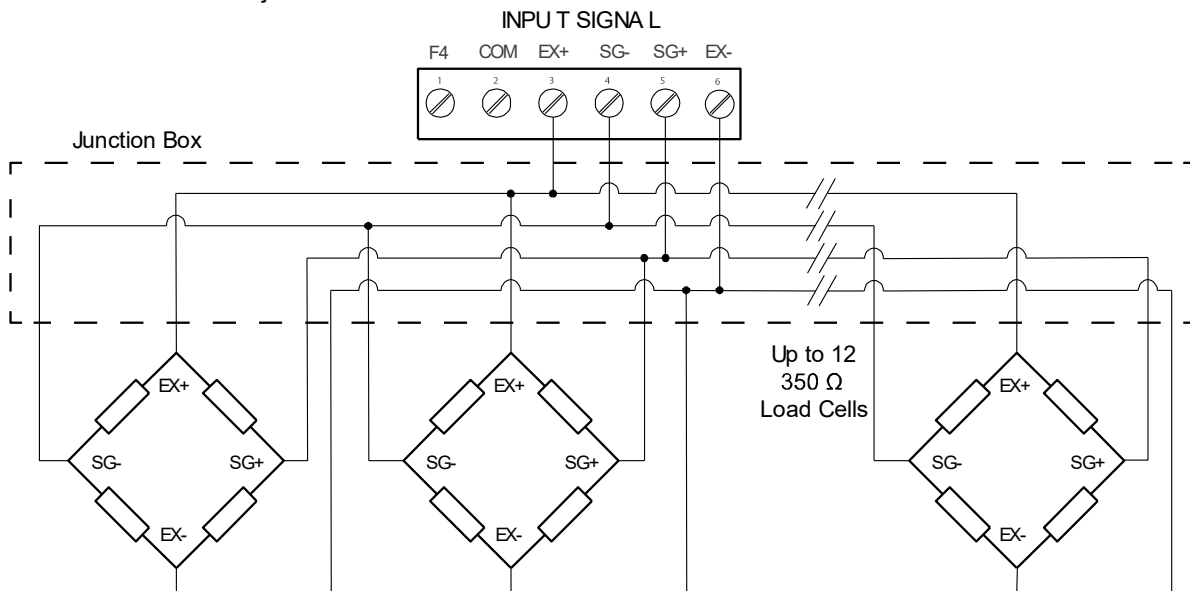 INPU T SIGNA L
F4 COM EX+ SG- SG+ EX-
1 2 3 4 5 6
Junction Box
Up to 12
350 Ω
Load Cells
EX+ EX+ EX+
SG- SG+ SG- SG+ SG- SG+
EX- EX- EX-